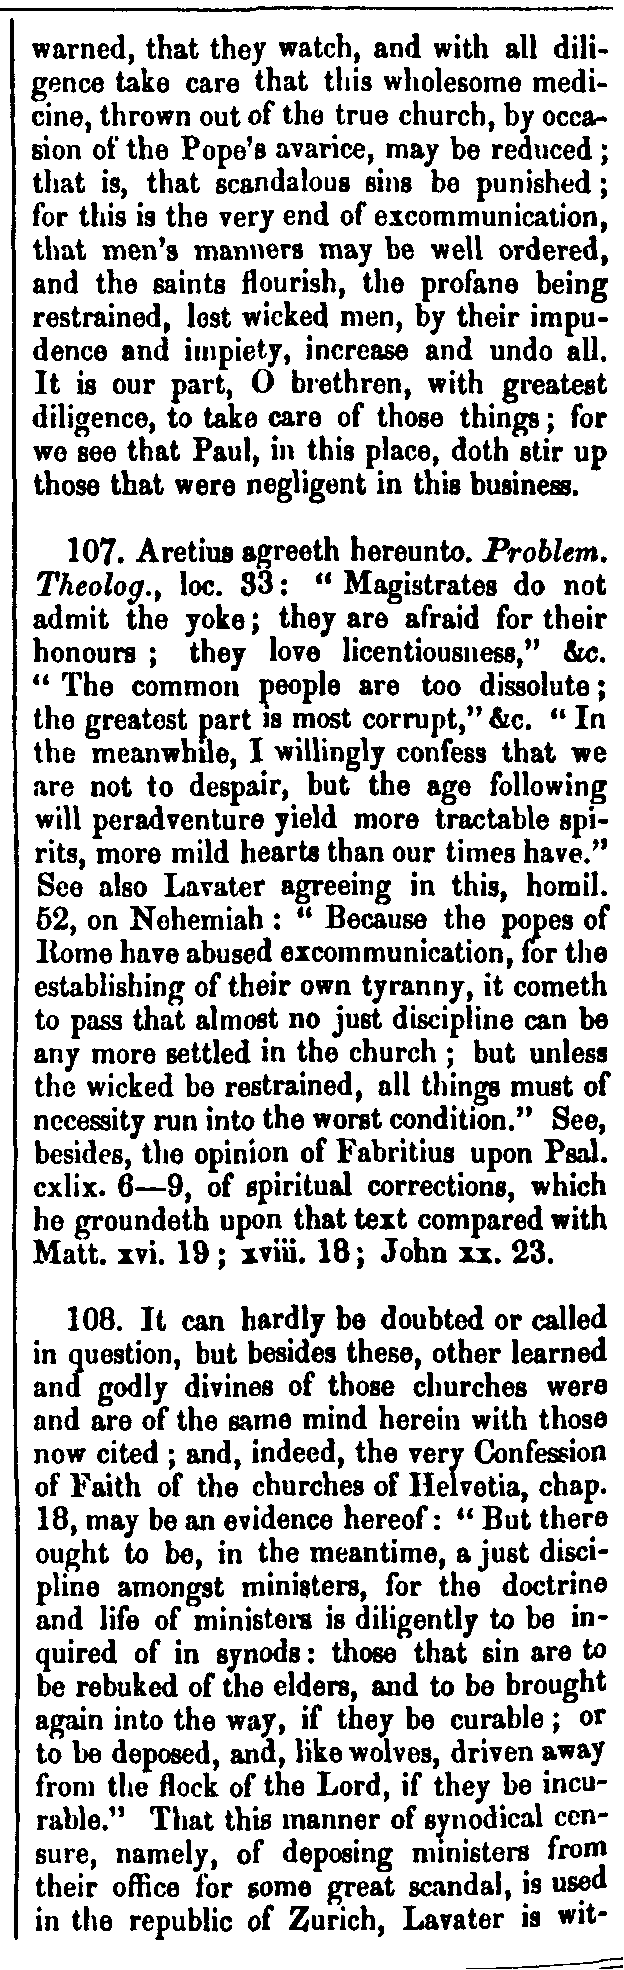 warned, that they watch, and with all dili-
gence take care that this wholesome medi-
cine, thrown out of the true church, by occa-
sion of the Pope's avarice, may be reduced ;
that is, that scandalous sins be punished ;
for this is the very end of excommunication,
that men's manners may be well ordered,
and the saints flourish, the profane being
restrained, lest wicked men, by their impu-
dence and impiety, increase and undo all.
It is our part, O brethren, with greatest
diligence, to take care of those things ; for
we see that Paul, in this place, doth stir up
those that were negligent in this business.
107. Aretius agreeth hereunto. Problem.
Theolog., loc. 33 : “ Magistrates do not
admit the yoke ; they are afraid for their
honours ; they love licentiousness,” &c.
“ The common people are too dissolute ;
the greatest part is most corrupt,” &c. “ In
the meanwhile, I willingly confess that we
are not to despair, but the age following
will peradventure yield more tractable spi-
rits, more mild hearts than our times have.”
See also Lavater agreeing in this, homil.
52, on Nehemiah : “ Because the popes of
Rome have abused excommunication, for the
establishing of their own tyranny, it cometh
to pass that almost no just discipline can be
any more settled in the church ; but unless
the wicked be restrained, all things must of
necessity run into the worst condition.” See,
besides, the opinion of Fabritius upon Psal.
cxlix. 6—9, of spiritual corrections, which
he groundeth upon that text compared with
Matt. xvi. 19 ; xviii. 18 ; John xx. 23.
108. It can hardly be doubted or called
in question, but besides these, other learned
and godly divines of those churches were
and are of the same mind herein with those
now cited ; and, indeed, the very Confession
of Faith of the churches of Helvetia, chap.
18, may be an evidence hereof : “ But there
ought to be, in the meantime, a just disci-
pline amongst ministers, for the doctrine
and life of ministers is diligently to be in-
quired of in synods : those that sin are to
be rebuked of the elders, and to be brought
again into the way, if they be curable ; or
to be deposed, and, like wolves, driven away
from the flock of the Lord, if they be incu-
rable.” That this manner of synodical cen-
sure, namely, of deposing ministers from
their office for some great scandal, is used
in the republic of Zurich, Lavater is wit-